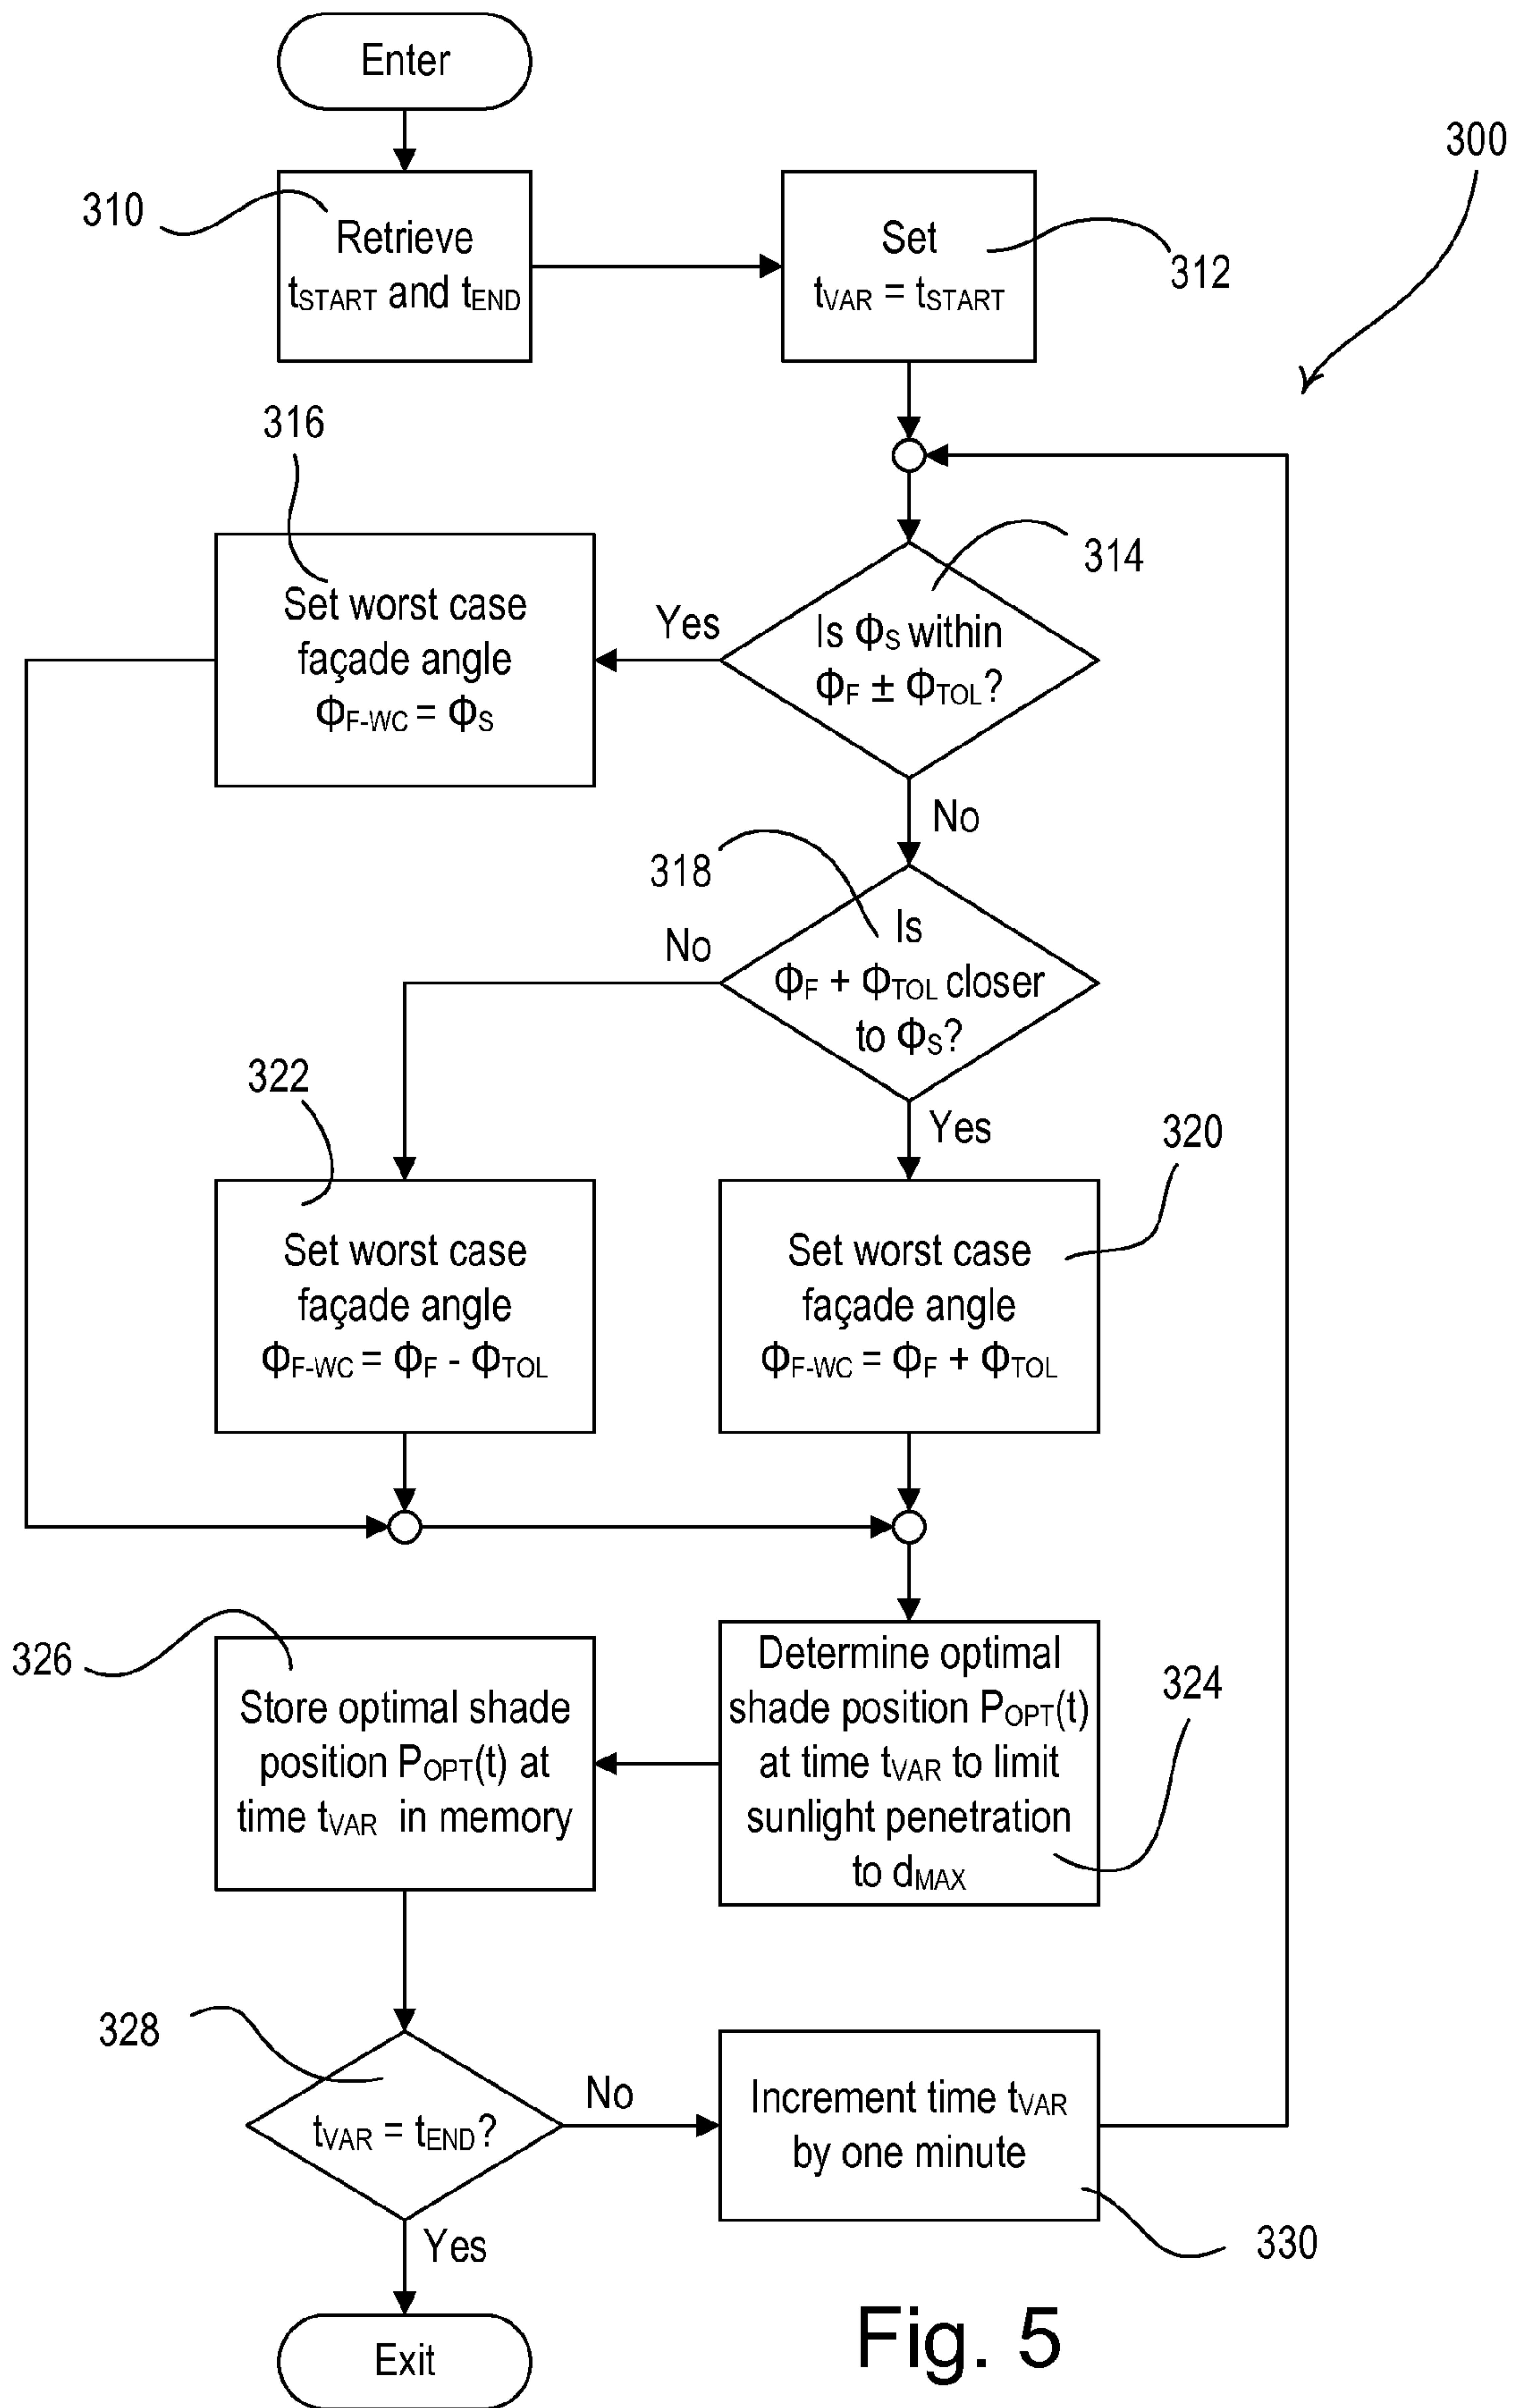 Enter
300
310
Retrieve
tSTART and tEND
Set
tVAR = tSTART
312
316
Set worst case
façade angle
ΦF-WC = ΦS
Yes
314
Is ΦS within
ΦF ± ΦTOL?
No
318
No
Is
ΦF + ΦTOL closer
to ΦS?
Yes
322
Set worst case
façade angle
ΦF-WC = ΦF - ΦTOL
320
Set worst case
façade angle
ΦF-WC = ΦF + ΦTOL
326
Store optimal shade
position POPT(t) at
time tVAR in memory
Determine optimal
shade position POPT(t)
at time tVAR to limit
sunlight penetration
to dMAX
324
328
tVAR = tEND?
No
Increment time tVAR
by one minute
330
Yes
Exit
Fig. 5